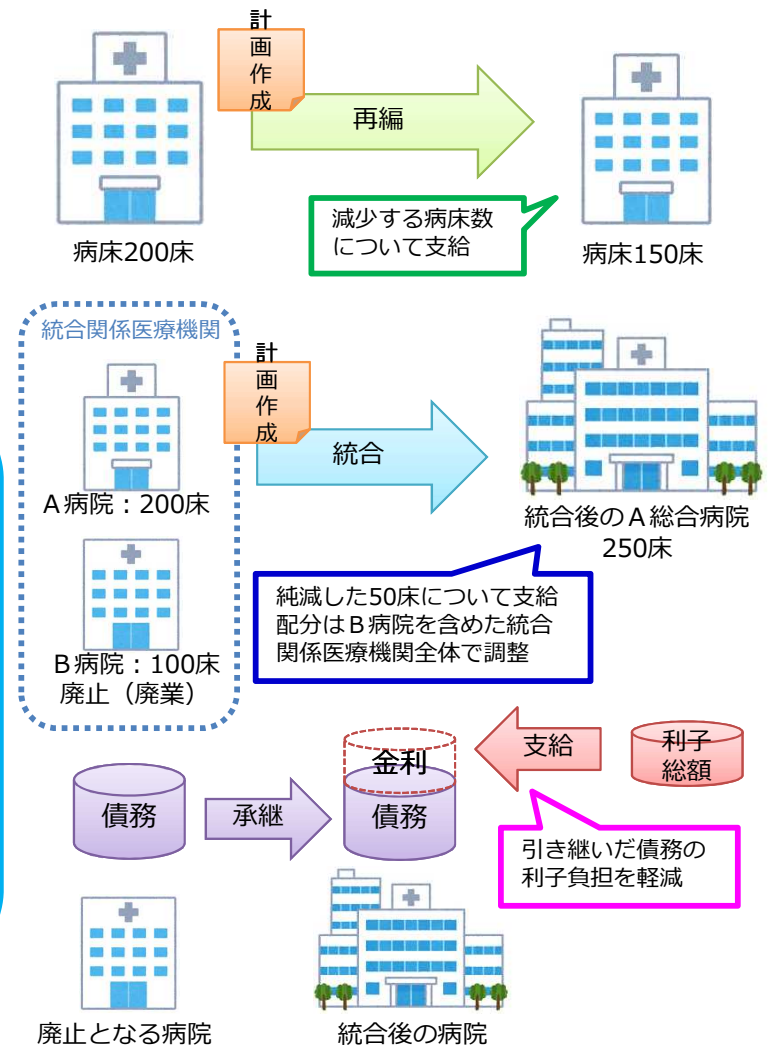 計画作成
再編
減少する病床数
について支給
病床200床
病床150床
統合関係医療機関
計画作成
統合
A病院：200床
B病院：100床
廃止（廃業）
統合後のA総合病院
250床
純減した50床について支給
配分はB病院を含めた統合
関係医療機関全体で調整
債務
承継
金利
債務
支給
利子
総額
引き継いだ債務の
利子負担を軽減
廃止となる病院
統合後の病院